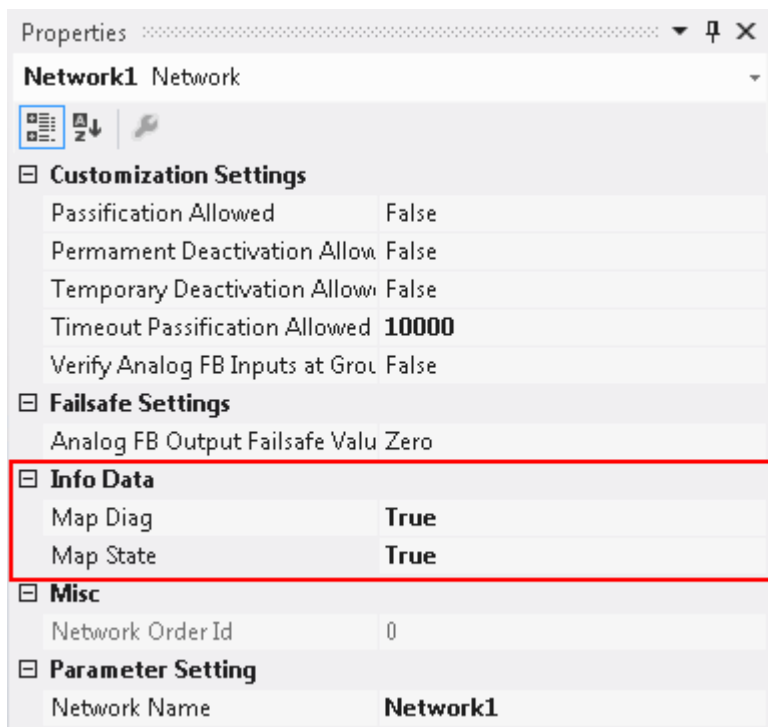 Properties
Network1 Network
Customization Settings
Passification Allowed False
Permament Deactivation Allow False
Temporary Deactivation Allow False
Timeout Passification Allowed 10000
Verify Analog FB Inputs at Grou False
Failsafe Settings
Analog FB Output Failsafe Valu Zero
Info Data
Map Diag True
Map State True
Misc
Network Order Id 0
Parameter Setting
Network Name Network1